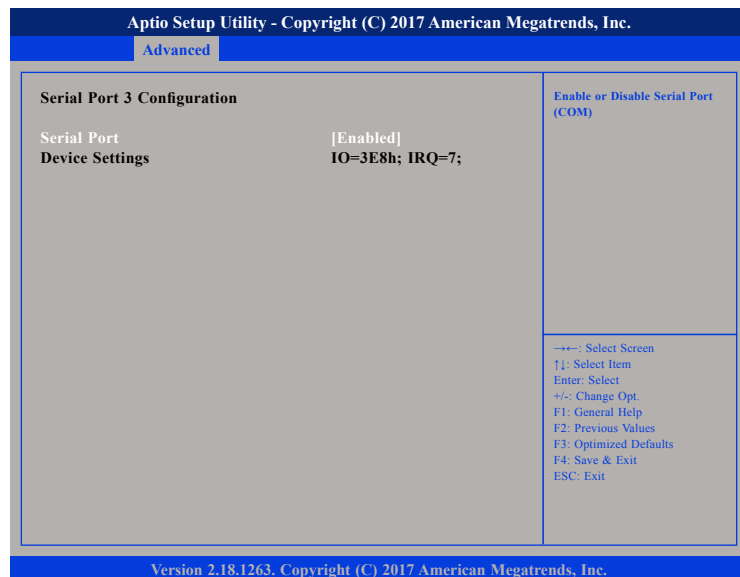 Aptio Setup Utility - Copyright (C) 2017 American Megatrends, Inc.
Advanced
Serial Port 3 Configuration
Serial Port [Enabled]
Device Settings IO=3E8h; IRQ=7;
Enable or Disable Serial Port
(COM)
→←: Select Screen
↑↓: Select Item
Enter: Select
+/-: Change Opt.
F1: General Help
F2: Previous Values
F3: Optimized Defaults
F4: Save & Exit
ESC: Exit
Version 2.18.1263. Copyright (C) 2017 American Megatrends, Inc.